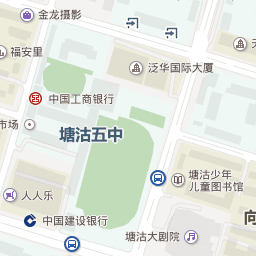 金龙摄影
福安里
泛华国际大厦
中国工商银行
市场
塘沽五中
塘沽少年
儿童图书馆
人人乐
向
中国建设银行
塘沽大剧院